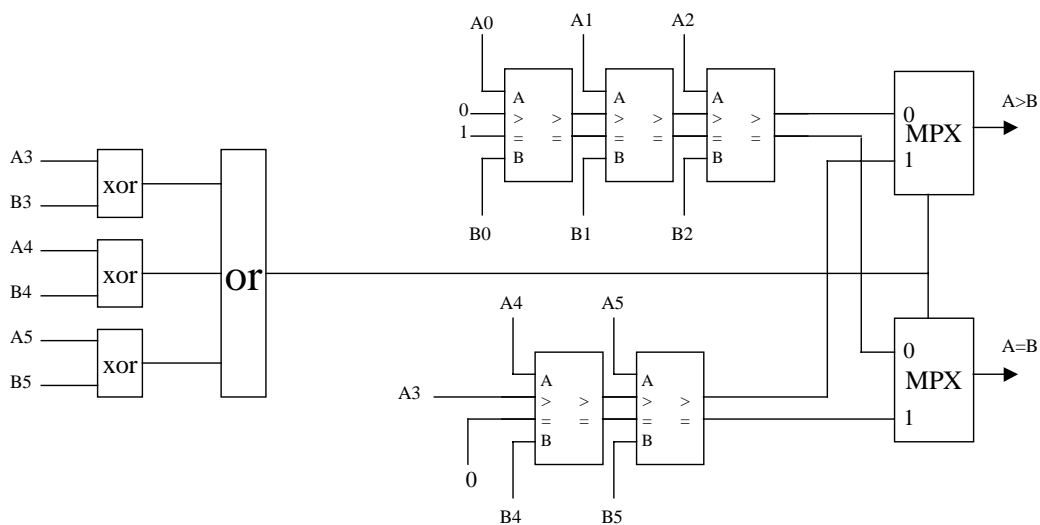 A0 A1 A2
A A A
0 > > > > > > 0 A>B
1 = = = = = = MPX
B B B 1
A3
xor
B3
B0 B1 B2
A4
xor or
B4
A4 A5
A5
xor
B5
0 A=B
A A MPX
A3 > > > >
= = = = 1
B B
0
B4 B5